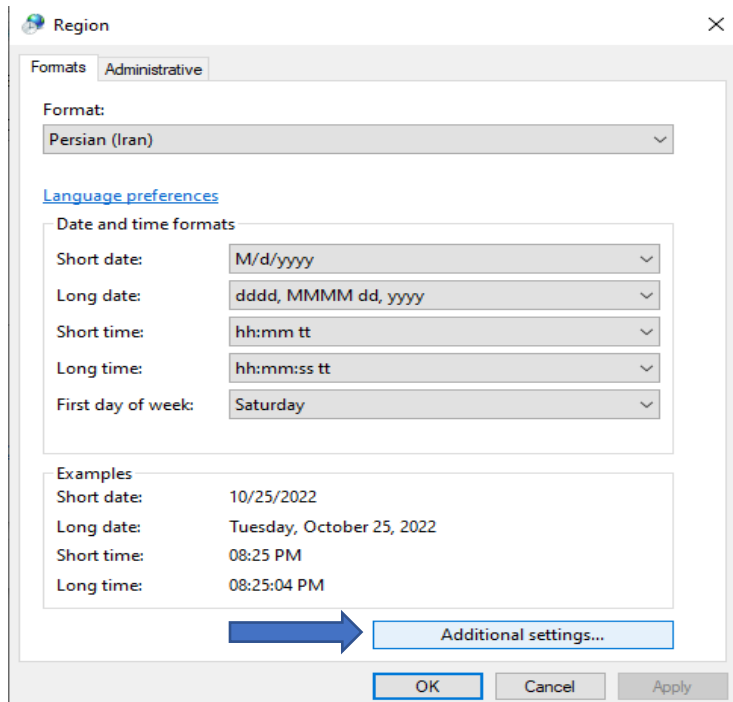 Region
Formats Administrative
Format:
Persian (Iran)
Language preferences
Date and time formats
Short date: M/d/yyyy
Long date: dddd, MMMM dd, yyyy
Short time: hh:mm tt
Long time: hh:mm:ss tt
First day of week: Saturday
Examples
Short date: 10/25/2022
Long date: Tuesday, October 25, 2022
Short time: 08:25 PM
Long time: 08:25:04 PM
Additional settings...
OK Cancel Apply